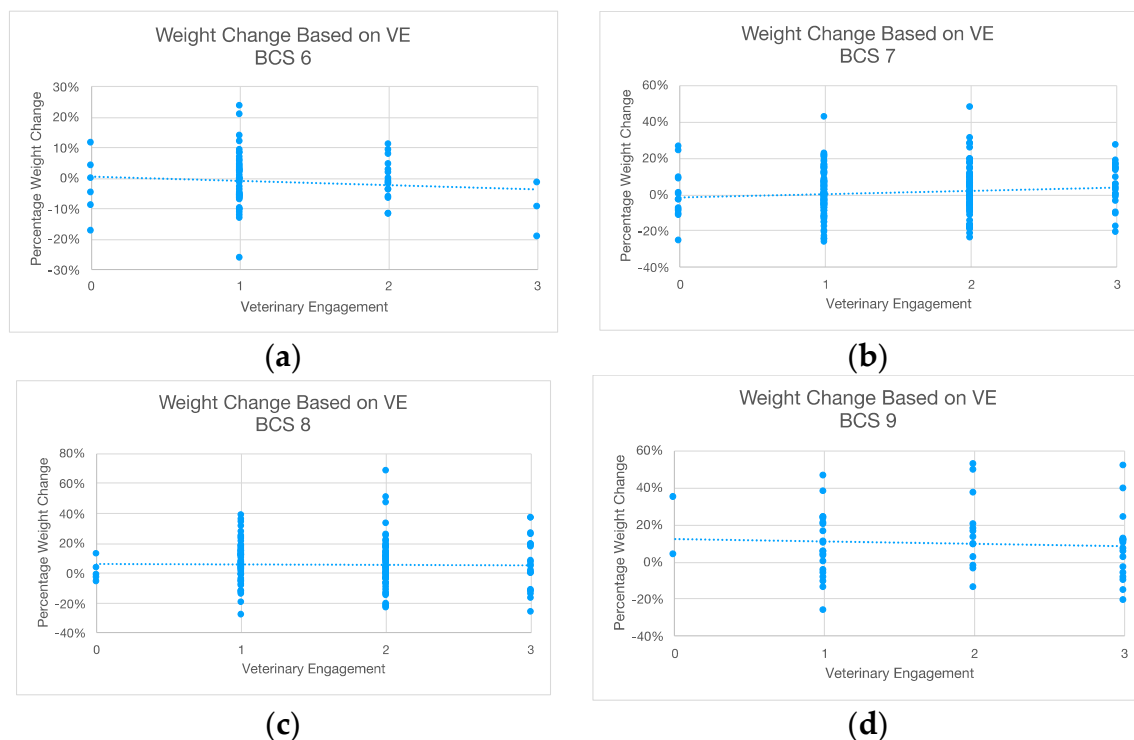 Weight Change Based on VE
BCS 6
Percentage Weight Change
30%
20%
10%
0%
-10%
-20%
-30%
0 1 2 3
Veterinary Engagement
(a)
Weight Change Based on VE
BCS 7
Percentage Weight Change
60%
40%
20%
0%
-20%
-40%
0 1 2 3
Veterinary Engagement
(b)
Weight Change Based on VE
BCS 8
Percentage Weight Change
80%
60%
40%
20%
0%
-20%
-40%
0 1 2 3
Veterinary Engagement
(c)
Weight Change Based on VE
BCS 9
Percentage Weight Change
60%
40%
20%
0%
-20%
-40%
0 1 2 3
Veterinary Engagement
(d)